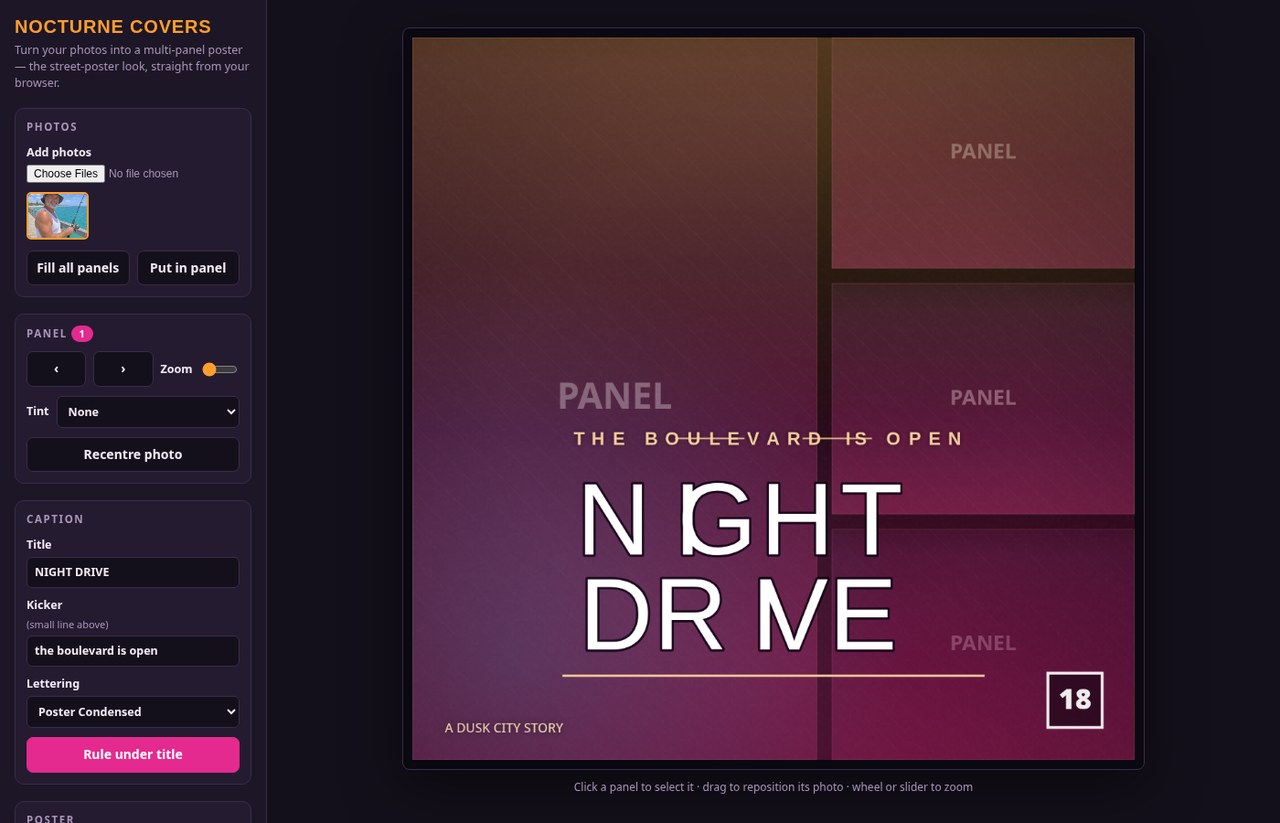 NOCTURNE COVERS
Turn your photos into a multi-panel poster
— the street-poster look, straight from your
browser.
PHOTOS
Add photos
Choose Files No file chosen
Fill all panels Put in panel
PANEL 1
‹ › Zoom
Tint None
Recentre photo
CAPTION
Title
NIGHT DRIVE
Kicker
(small line above)
the boulevard is open
Lettering
Poster Condensed
Rule under title
POSTER
PANEL
PANEL
PANEL
PANEL
THE BOULEVARD IS OPEN
NIGHT
DRIVE
A DUSK CITY STORY
18
Click a panel to select it · drag to reposition its photo · wheel or slider to zoom